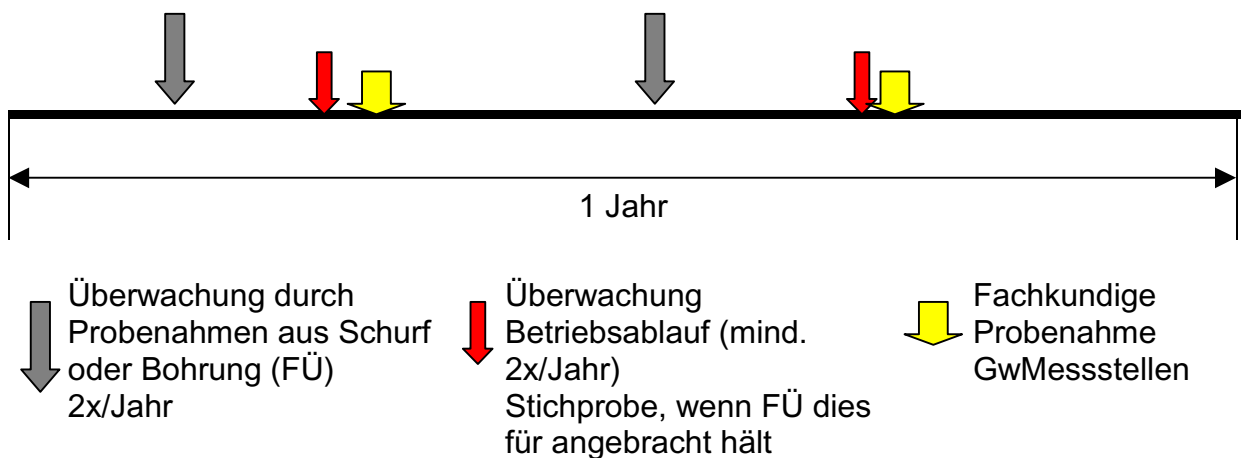 1 Jahr
Überwachung durch
Probenahmen aus Schurf
oder Bohrung (FÜ)
2x/Jahr
Überwachung
Betriebsablauf (mind.
2x/Jahr)
Stichprobe, wenn FÜ dies
für angebracht hält
Fachkundige
Probenahme
GwMessstellen